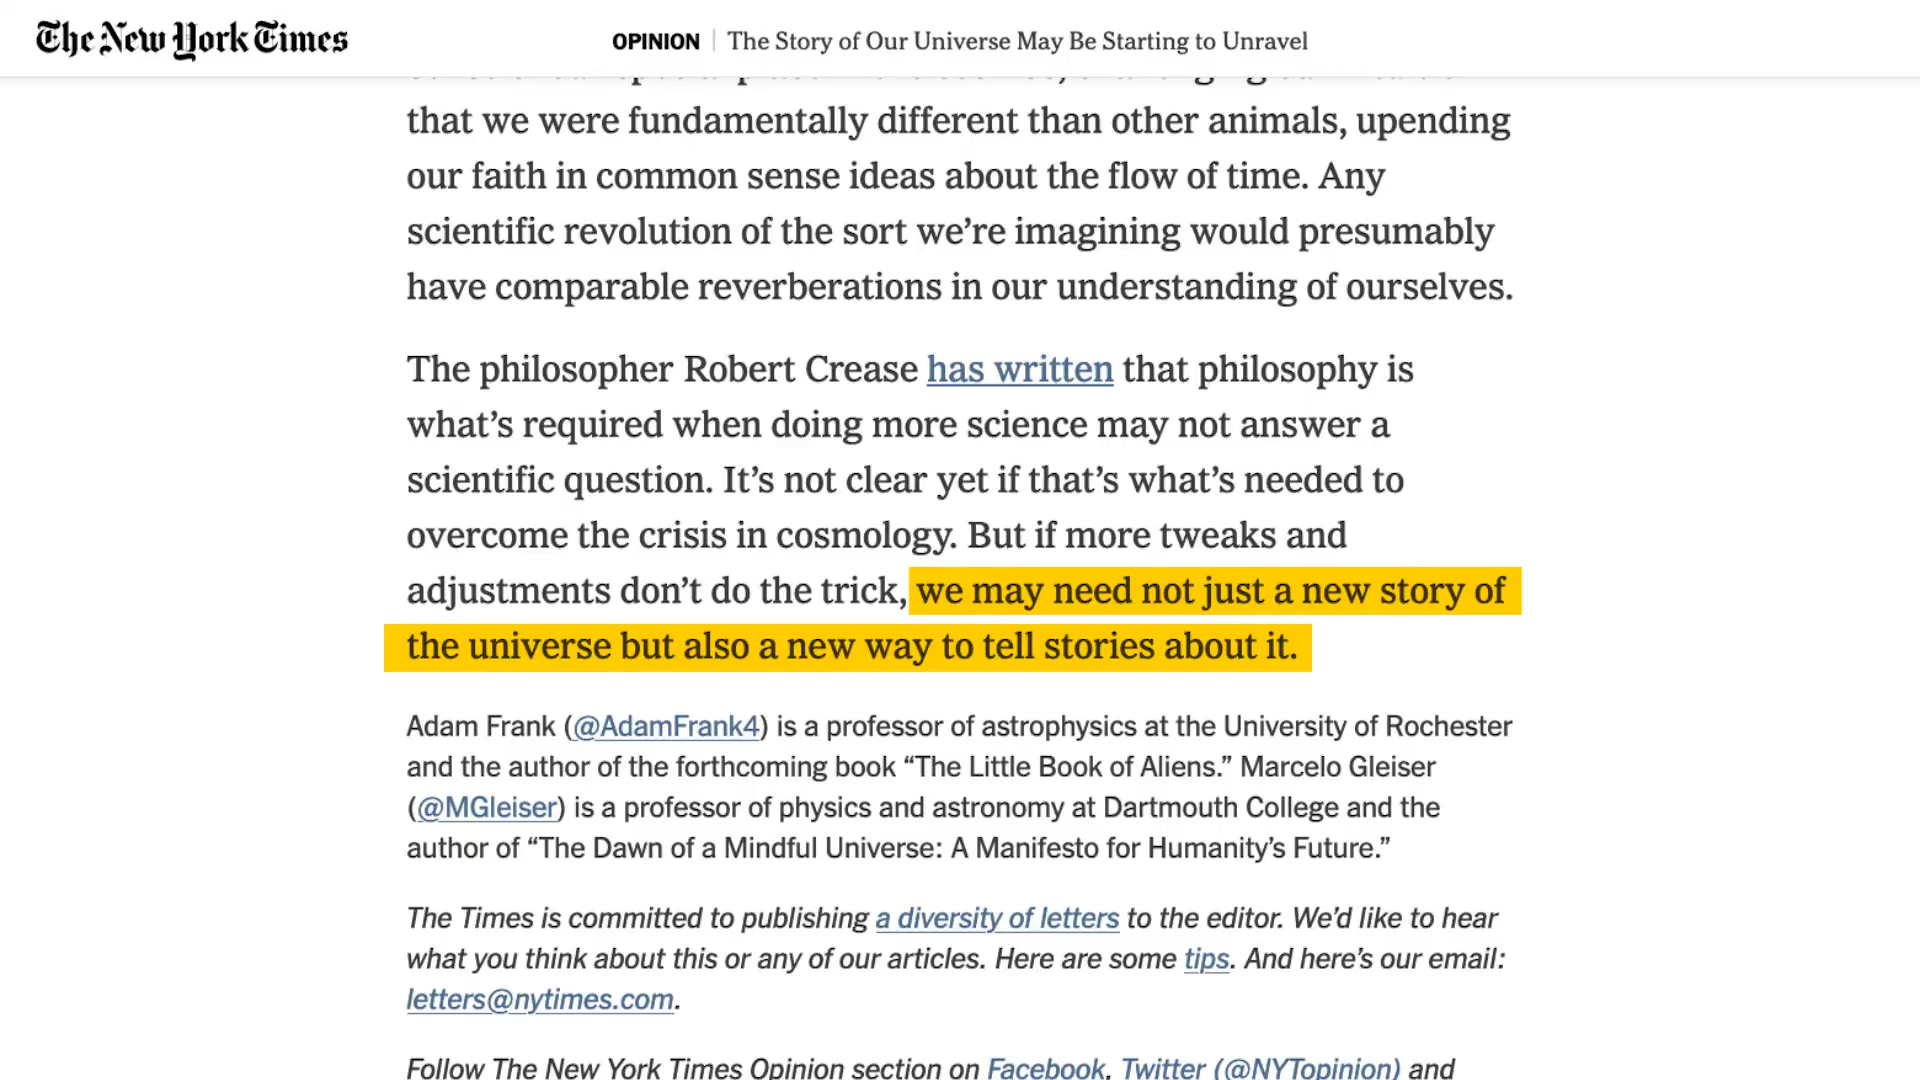 The New York Times
OPINION | The Story of Our Universe May Be Starting to Unravel
that we were fundamentally different than other animals, upending
our faith in common sense ideas about the flow of time. Any
scientific revolution of the sort we’re imagining would presumably
have comparable reverberations in our understanding of ourselves.
The philosopher Robert Crease has written that philosophy is
what’s required when doing more science may not answer a
scientific question. It’s not clear yet if that’s what’s needed to
overcome the crisis in cosmology. But if more tweaks and
adjustments don’t do the trick, we may need not just a new story of
the universe but also a new way to tell stories about it.
Adam Frank (@AdamFrank4) is a professor of astrophysics at the University of Rochester
and the author of the forthcoming book “The Little Book of Aliens.” Marcelo Gleiser
(@MGleiser) is a professor of physics and astronomy at Dartmouth College and the
author of “The Dawn of a Mindful Universe: A Manifesto for Humanity’s Future.”
The Times is committed to publishing a diversity of letters to the editor. We’d like to hear
what you think about this or any of our articles. Here are some tips. And here’s our email:
letters@nytimes.com.
Follow The New York Times Opinion section on Facebook, Twitter (@NYTopinion) and